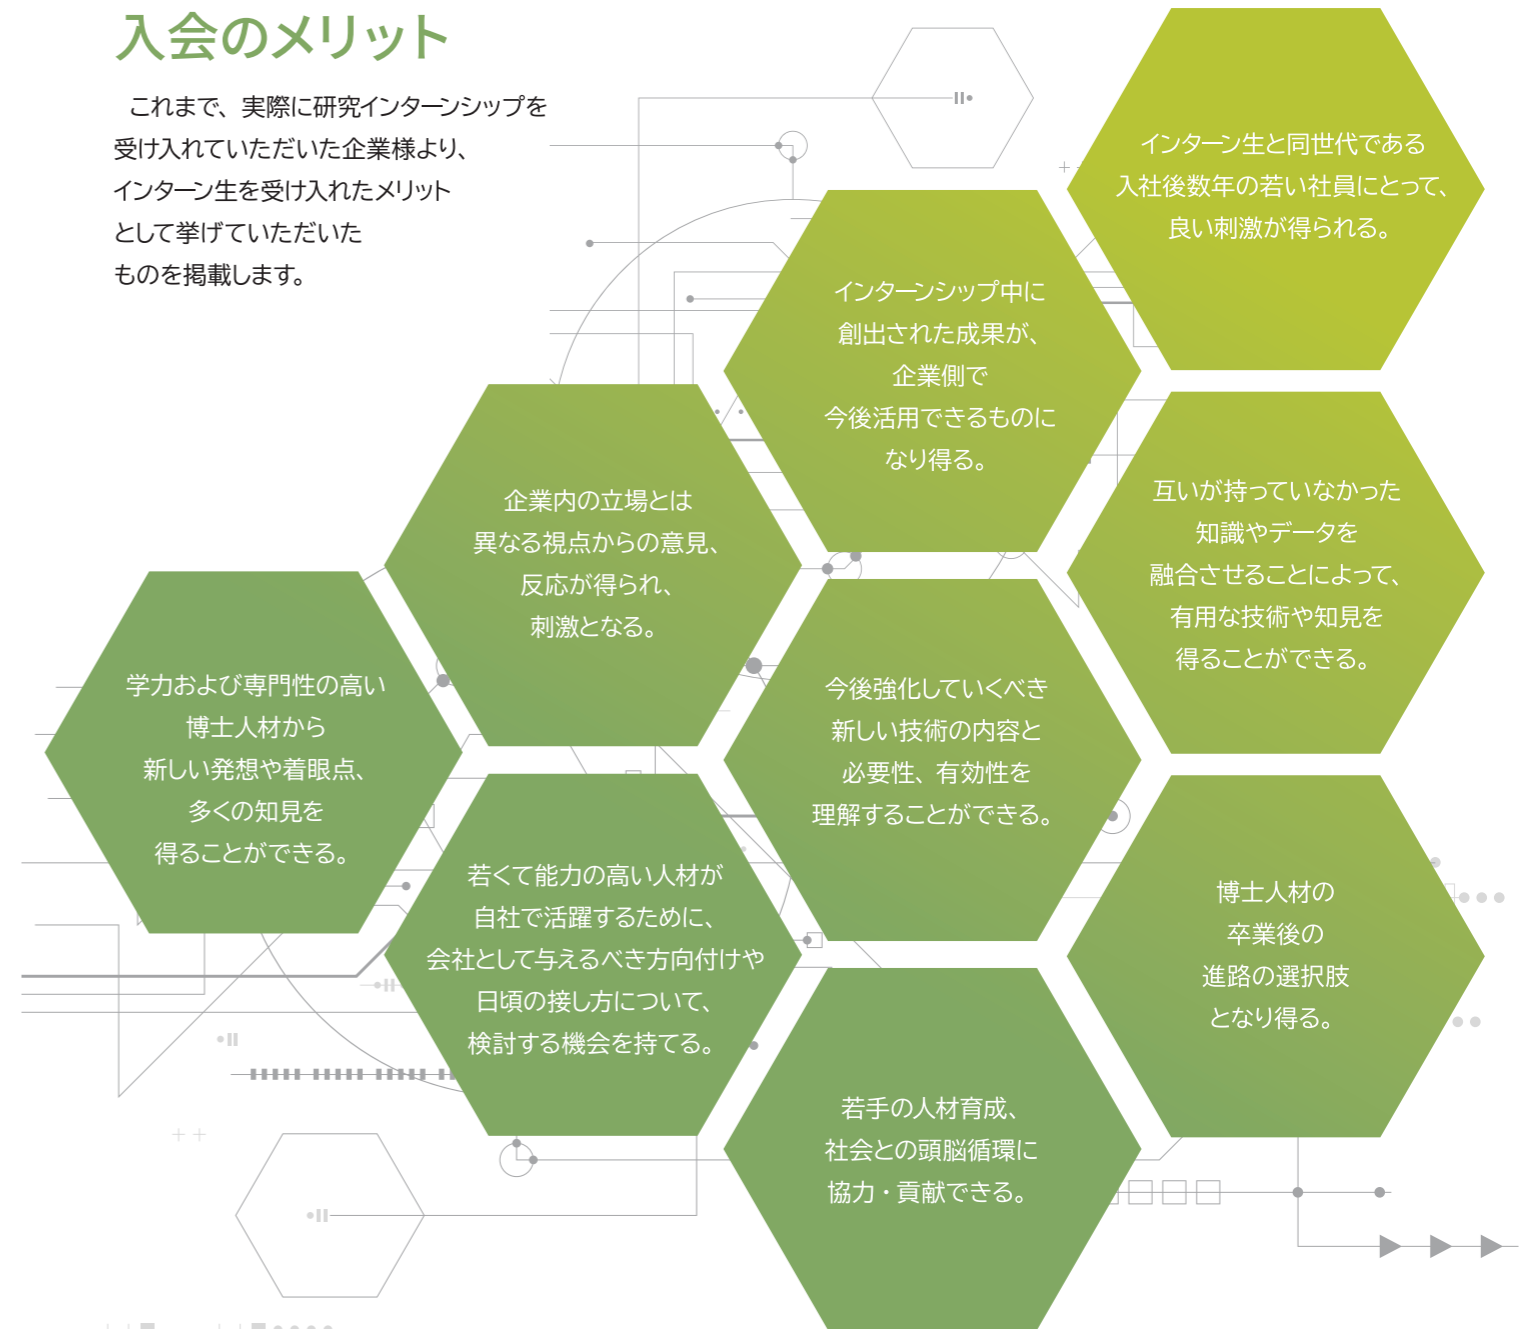 入会のメリット
これまで、実際に研究インターンシップを
受け入れていただいた企業様より、
インターン生を受け入れたメリット
として挙げていただいた
ものを掲載します。
インターン生と同世代である
入社後数年の若い社員にとって、
良い刺激が得られる。
インターンシップ中に
創出された成果が、
企業側で
今後活用できるものに
なり得る。
企業内の立場とは
異なる視点からの意見、
反応が得られ、
刺激となる。
互いが持っていなかった
知識やデータを
融合させることによって、
有用な技術や知見を
得ることができる。
学力および専門性の高い
博士人材から
新しい発想や着眼点、
多くの知見を
得ることができる。
今後強化していくべき
新しい技術の内容と
必要性、有効性を
理解することができる。
若くて能力の高い人材が
自社で活躍するために、
会社として与えるべき方向付けや
日頃の接し方について、
検討する機会を持てる。
博士人材の
卒業後の
進路の選択肢
となり得る。
若手の人材育成、
社会との頭脳循環に
協力・貢献できる。